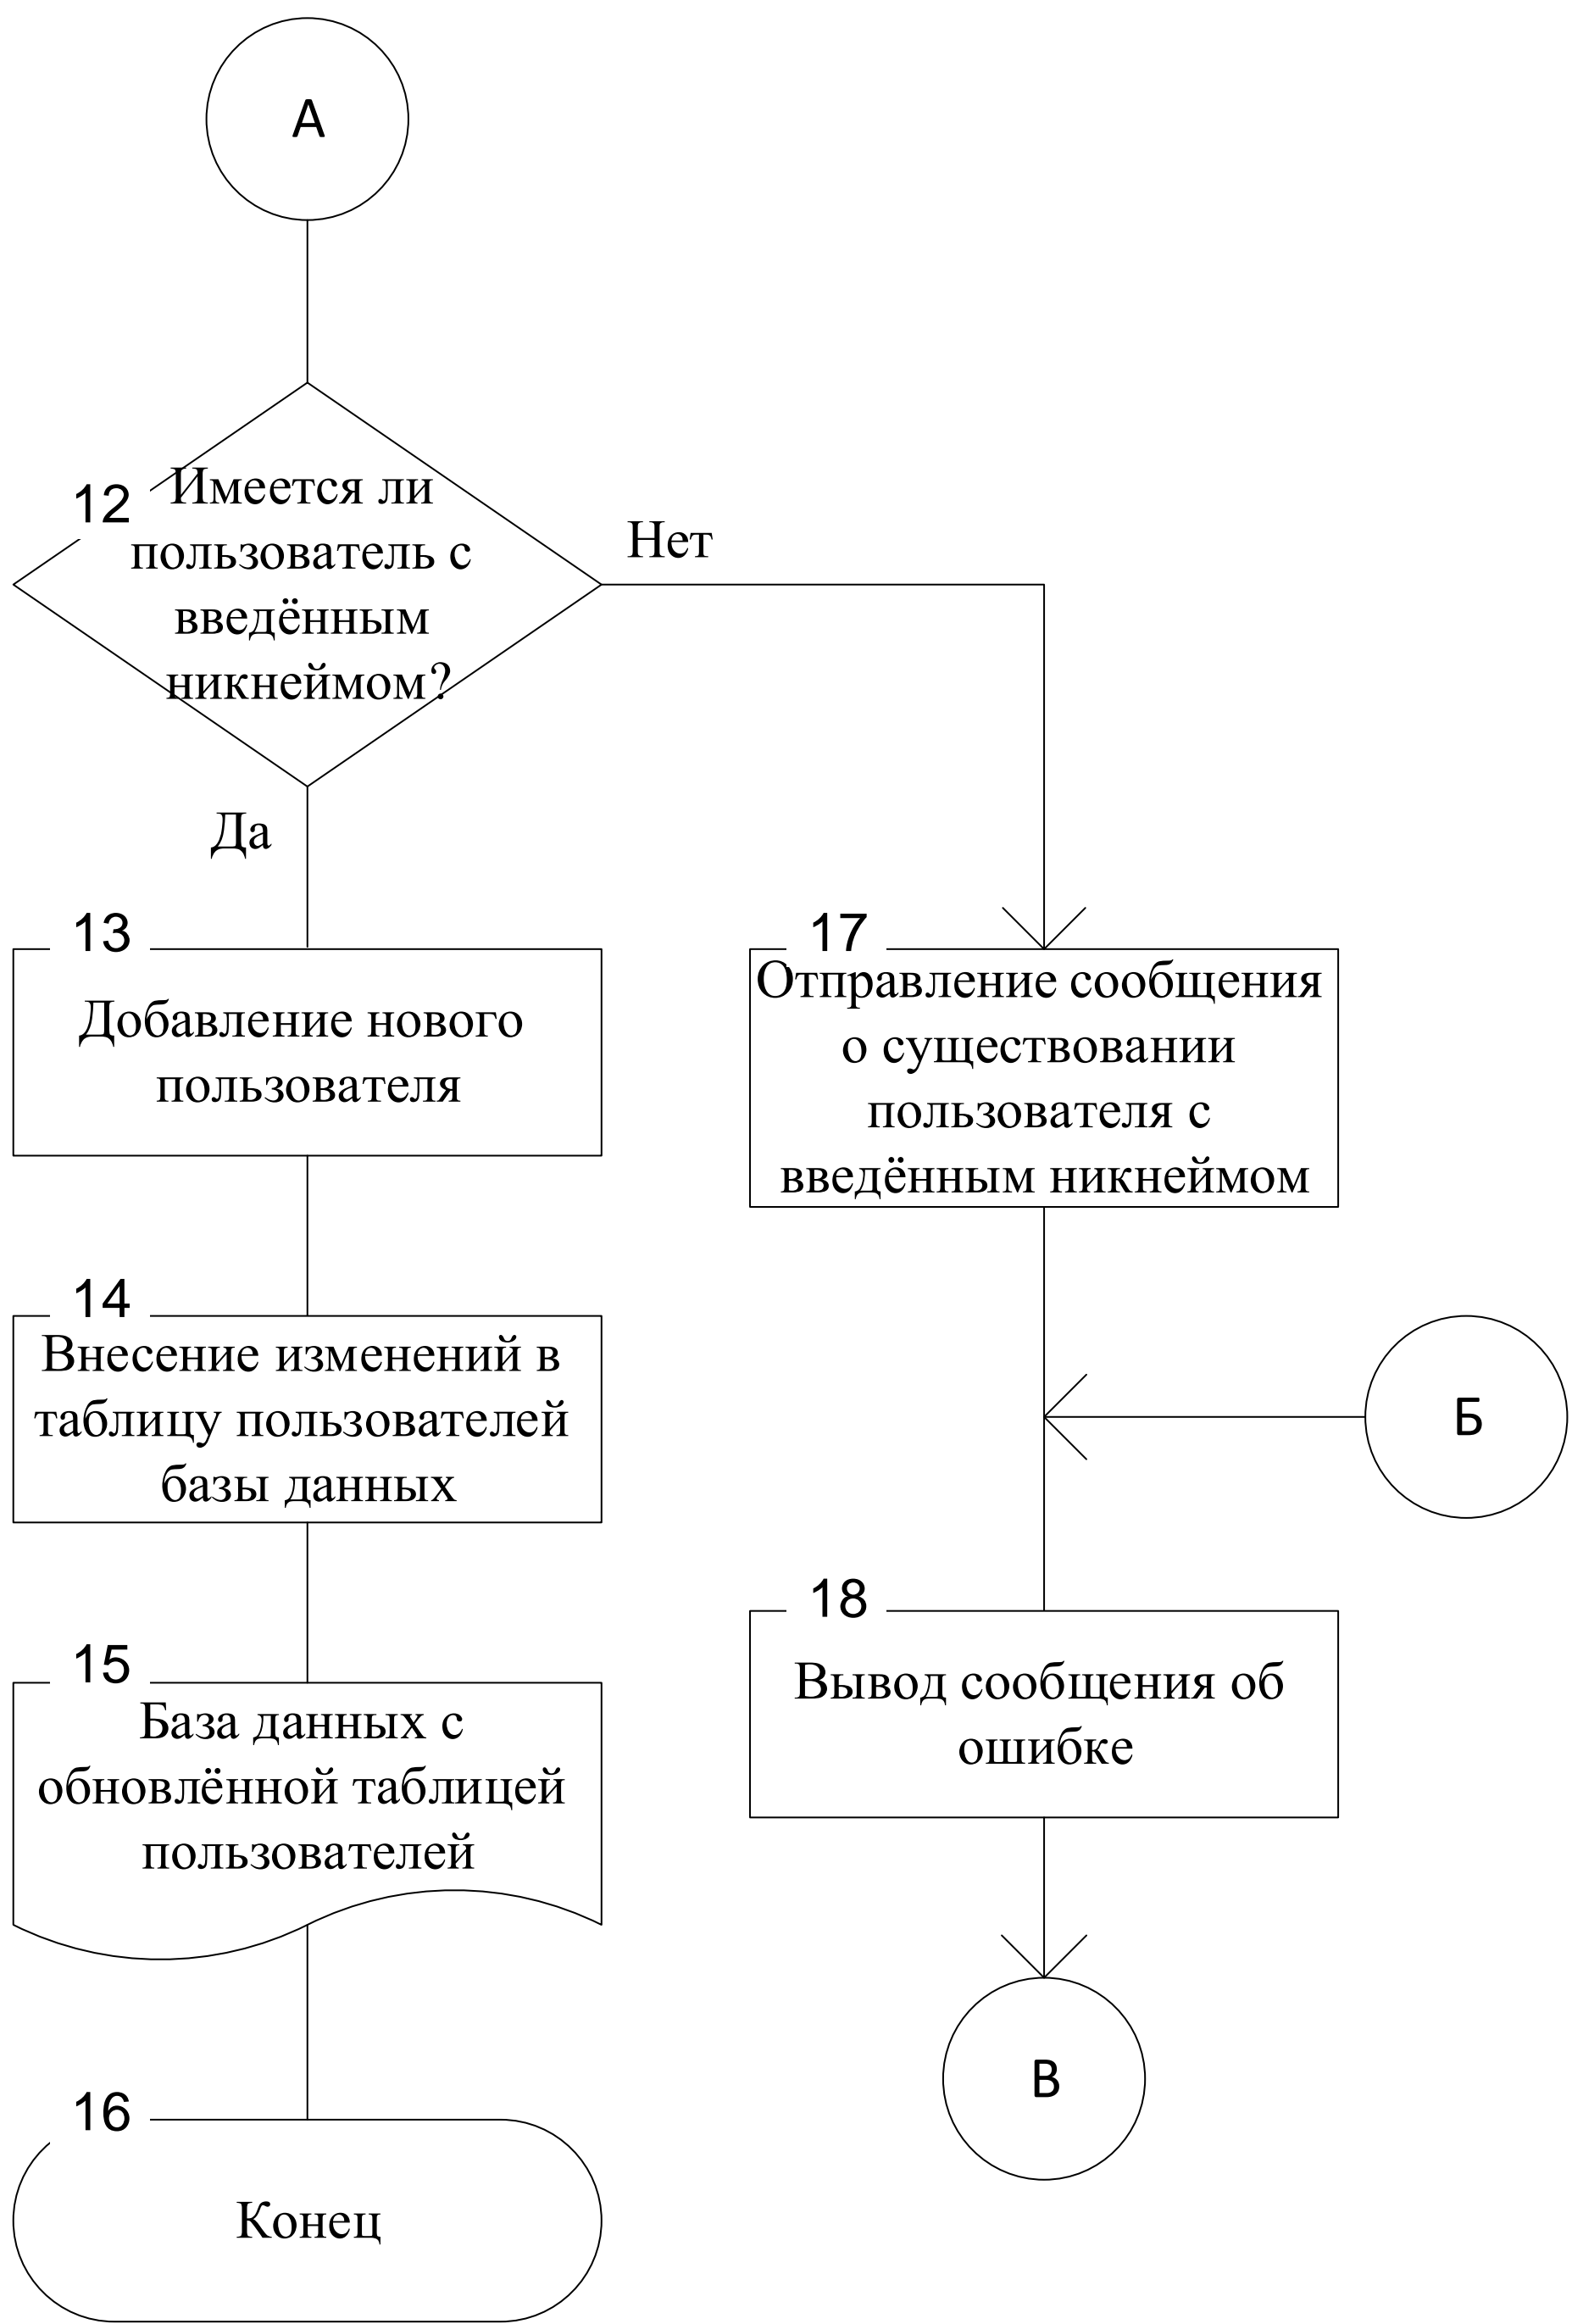 А
12
Имеется ли
пользователь с
введённым
никнеймом?
Нет
Да
13
Добавление нового
пользователя
14
Внесение изменений в
таблицу пользователей
базы данных
15
База данных с
обновлённой таблицей
пользователей
16
Конец
17
Отправление сообщения
о существовании
пользователя с
введённым никнеймом
Б
18
Вывод сообщения об
ошибке
В